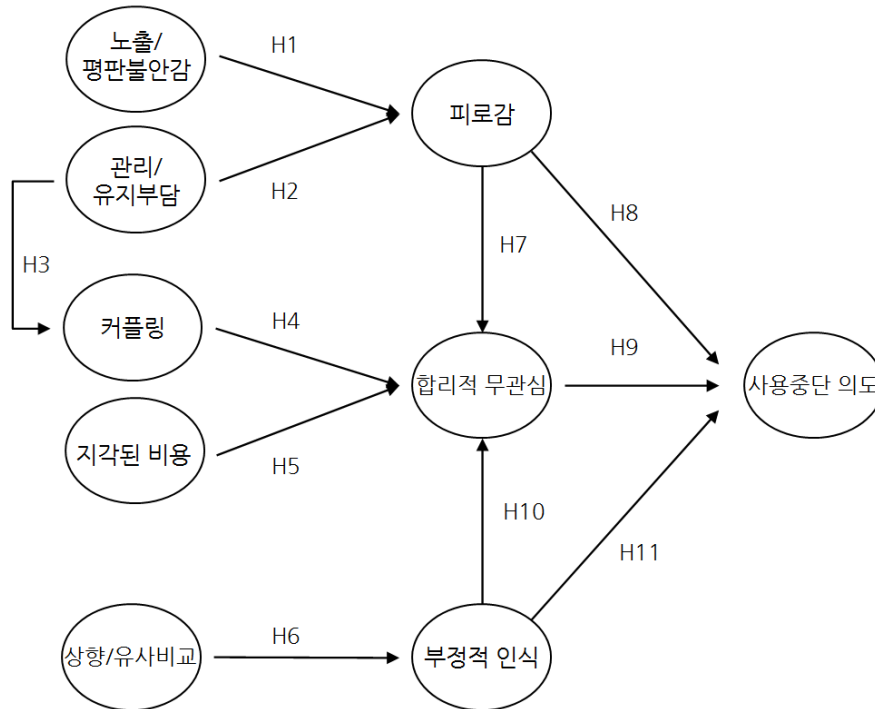 노출/
평판불안감
H1
피로감
관리/
유지부담
H2
H8
H7
H3
커플링
H4
합리적 무관심
H9
사용중단 의도
지각된 비용
H5
H10
H11
상향/유사비교
H6
부정적 인식